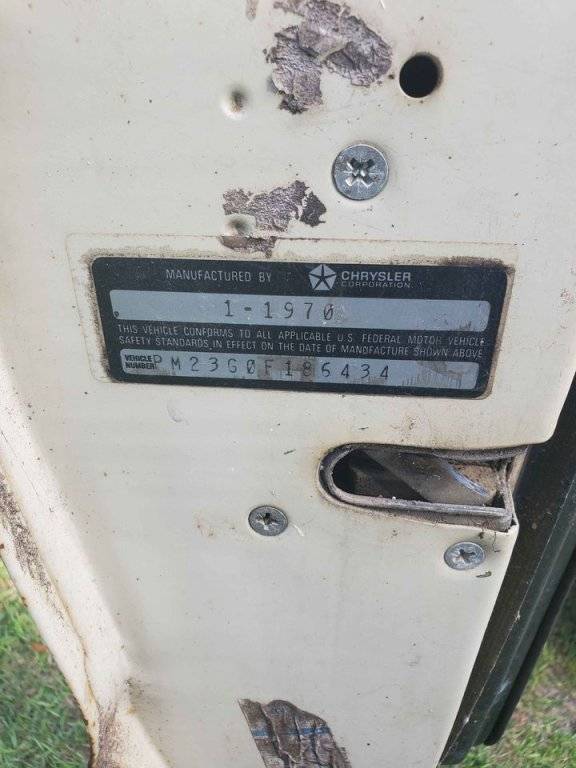 MANUFACTURED BY CHRYSLER
CORPORATION
1-1970
THIS VEHICLE CONFORMS TO ALL APPLICABLE U.S. FEDERAL MOTOR VEHICLE
SAFETY STANDARDS IN EFFECT ON THE DATE OF MANUFACTURE SHOWN ABOVE
VEHICLE NUMBER PM23G0F186434